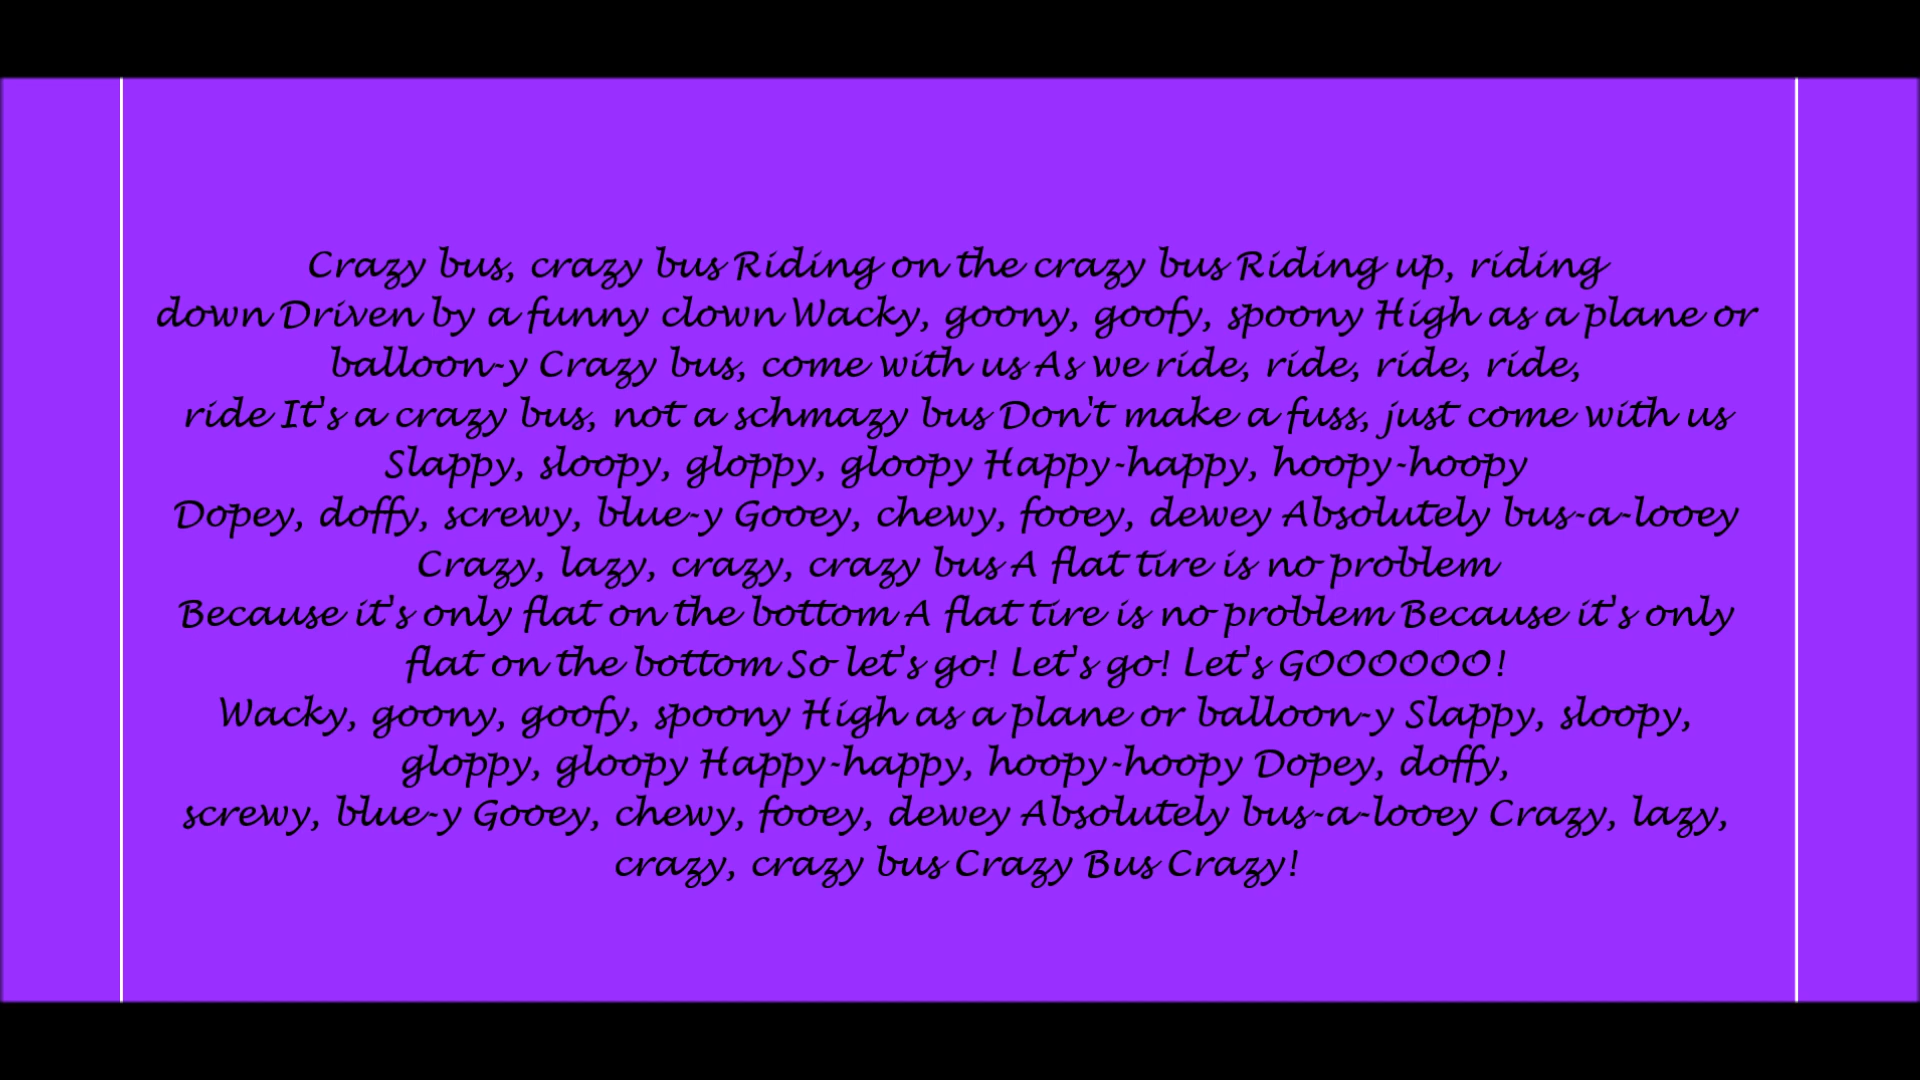 Crazy bus, crazy bus Riding on the crazy bus Riding up, riding
down Driven by a funny clown Wacky, goony, goofy, spoony High as a plane or
balloon-y Crazy bus, come with us As we ride, ride, ride, ride,
ride It's a crazy bus, not a schmazy bus Don't make a fuss, just come with us
Slappy, sloopy, gloppy, gloopy Happy-happy, hoopy-hoopy
Dopey, doffy, screwy, blue-y Gooey, chewy, fooey, dewey Absolutely bus-a-looey
Crazy, lazy, crazy, crazy bus A flat tire is no problem
Because it's only flat on the bottom A flat tire is no problem Because it's only
flat on the bottom So let's go! Let's go! Let's GOOOOOO!
Wacky, goony, goofy, spoony High as a plane or balloon-y Slappy, sloopy,
gloppy, gloopy Happy-happy, hoopy-hoopy Dopey, doffy,
screwy, blue-y Gooey, chewy, fooey, dewey Absolutely bus-a-looey Crazy, lazy,
crazy, crazy bus Crazy Bus Crazy!